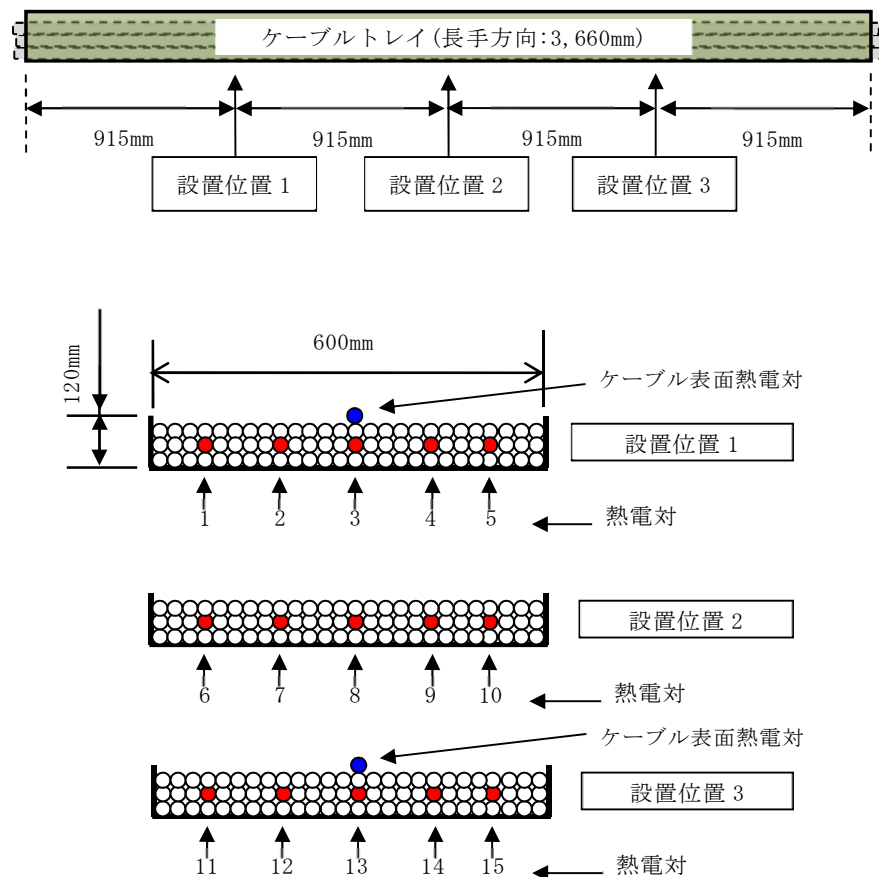 ケーブルトレイ(長手方向:3,660mm)
915mm 915mm 915mm 915mm
設置位置1 設置位置2 設置位置3
600mm
120mm
ケーブル表面熱電対
設置位置1
1 2 3 4 5
熱電対
設置位置2
6 7 8 9 10
熱電対
ケーブル表面熱電対
設置位置3
11 12 13 14 15
熱電対